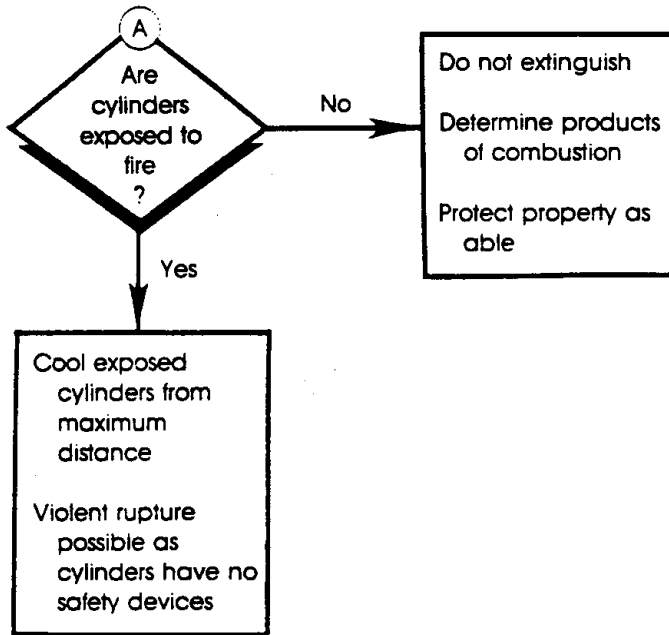 A
Are
cylinders
exposed to
fire
?
No
Do not extinguish
Determine products
of combustion
Protect property as
able
Yes
Cool exposed
cylinders from
maximum
distance
Violent rupture
possible as
cylinders have no
safety devices